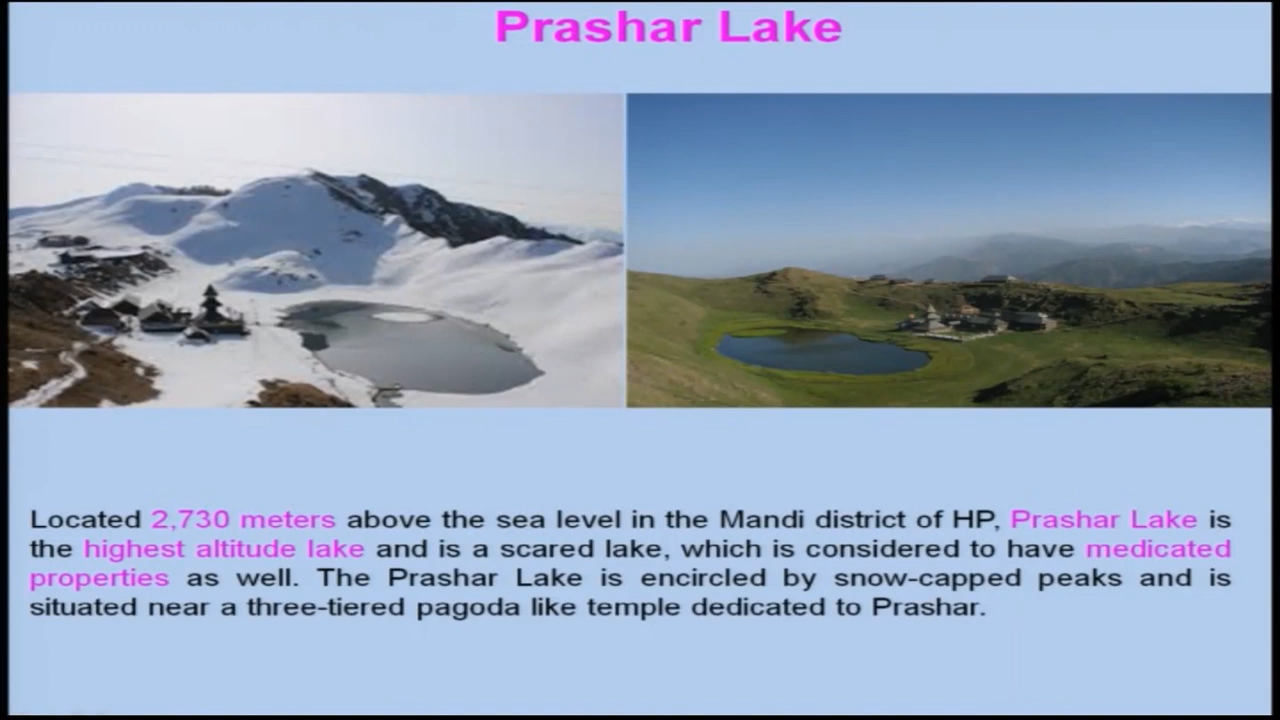 Prashar Lake
Located 2,730 meters above the sea level in the Mandi district of HP, Prashar Lake is
the highest altitude lake and is a scared lake, which is considered to have medicated
properties as well. The Prashar Lake is encircled by snow-capped peaks and is
situated near a three-tiered pagoda like temple dedicated to Prashar.